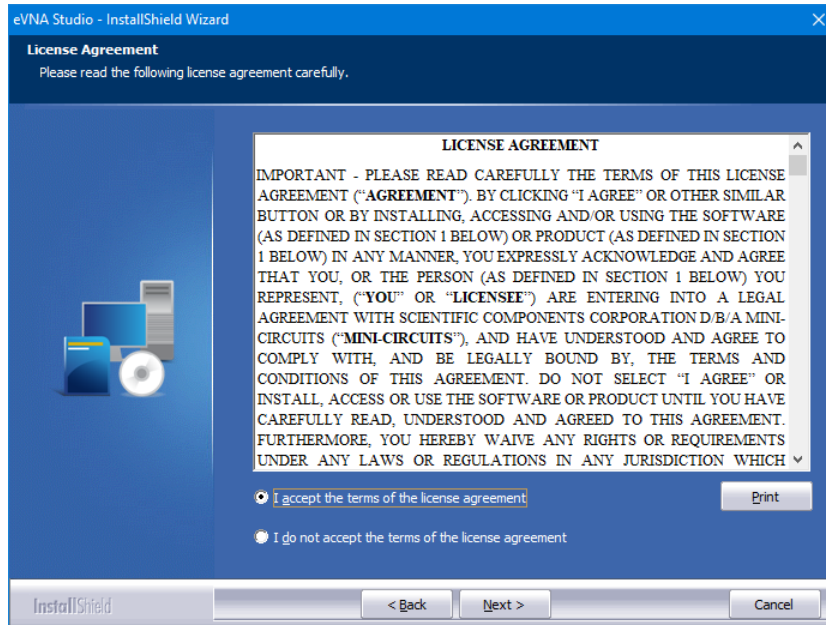 eVNA Studio - InstallShield Wizard
License Agreement
Please read the following license agreement carefully.
LICENSE AGREEMENT
IMPORTANT - PLEASE READ CAREFULLY THE TERMS OF THIS LICENSE
AGREEMENT (“AGREEMENT”). BY CLICKING “I AGREE” OR OTHER SIMILAR
BUTTON OR BY INSTALLING, ACCESSING AND/OR USING THE SOFTWARE
(AS DEFINED IN SECTION 1 BELOW) OR PRODUCT (AS DEFINED IN SECTION
1 BELOW) IN ANY MANNER, YOU EXPRESSLY ACKNOWLEDGE AND AGREE
THAT YOU, OR THE PERSON (AS DEFINED IN SECTION 1 BELOW) YOU
REPRESENT, (“YOU” OR “LICENSEE”) ARE ENTERING INTO A LEGAL
AGREEMENT WITH SCIENTIFIC COMPONENTS CORPORATION D/B/A MINI-
CIRCUITS (“MINI-CIRCUITS”), AND HAVE UNDERSTOOD AND AGREE TO
COMPLY WITH, AND BE LEGALLY BOUND BY, THE TERMS AND
CONDITIONS OF THIS AGREEMENT. DO NOT SELECT “I AGREE” OR
INSTALL, ACCESS OR USE THE SOFTWARE OR PRODUCT UNTIL YOU HAVE
CAREFULLY READ, UNDERSTOOD AND AGREED TO THIS AGREEMENT.
FURTHERMORE, YOU HEREBY WAIVE ANY RIGHTS OR REQUIREMENTS
UNDER ANY LAWS OR REGULATIONS IN ANY JURISDICTION WHICH
I accept the terms of the license agreement
Print
I do not accept the terms of the license agreement
InstallShield
< Back
Next >
Cancel